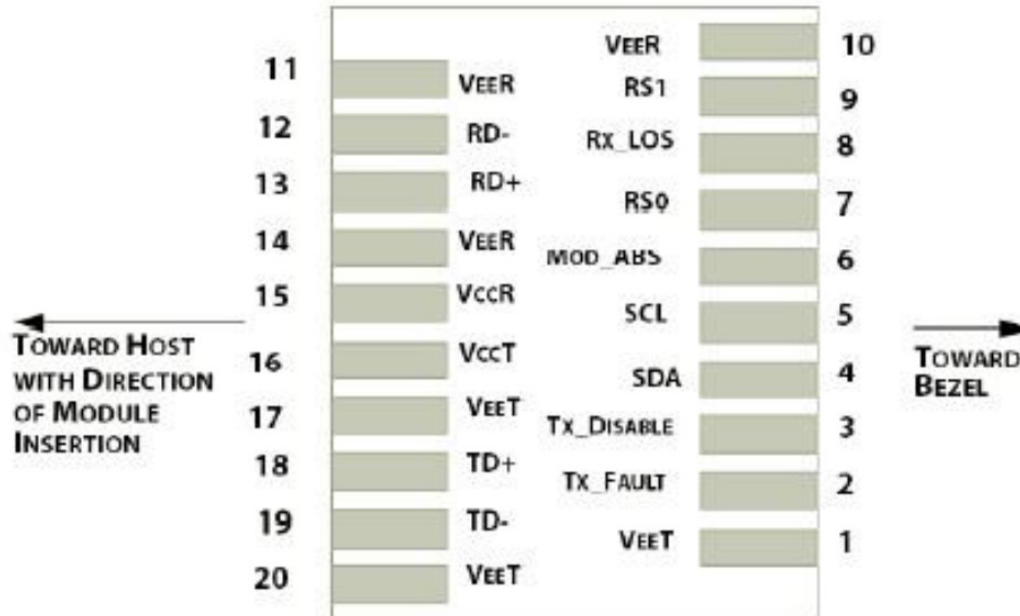 11 VEER
12 RD-
13 RD+
14 VEER
15 VCCR
16 VCCT
17 VEET
18 TD+
19 TD-
20 VEET
VEER 10
RS1 9
RX_LOS 8
RS0 7
MOD_ABS 6
SCL 5
SDA 4
TX_DISABLE 3
TX_FAULT 2
VEET 1
TOWARD HOST
WITH DIRECTION
OF MODULE
INSERTION
TOWARD
BEZEL